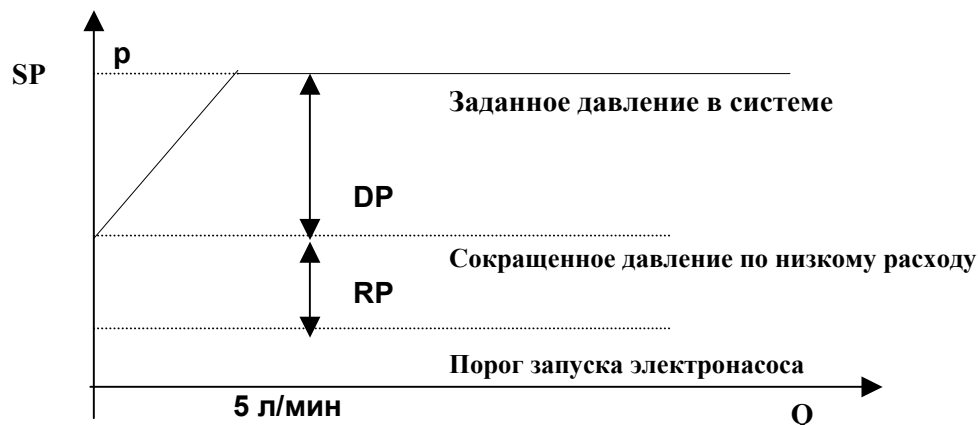 p
SP
Заданное давление в системе
DP
Сокращенное давление по низкому расходу
RP
Порог запуска электронасоса
5 л/мин
Q